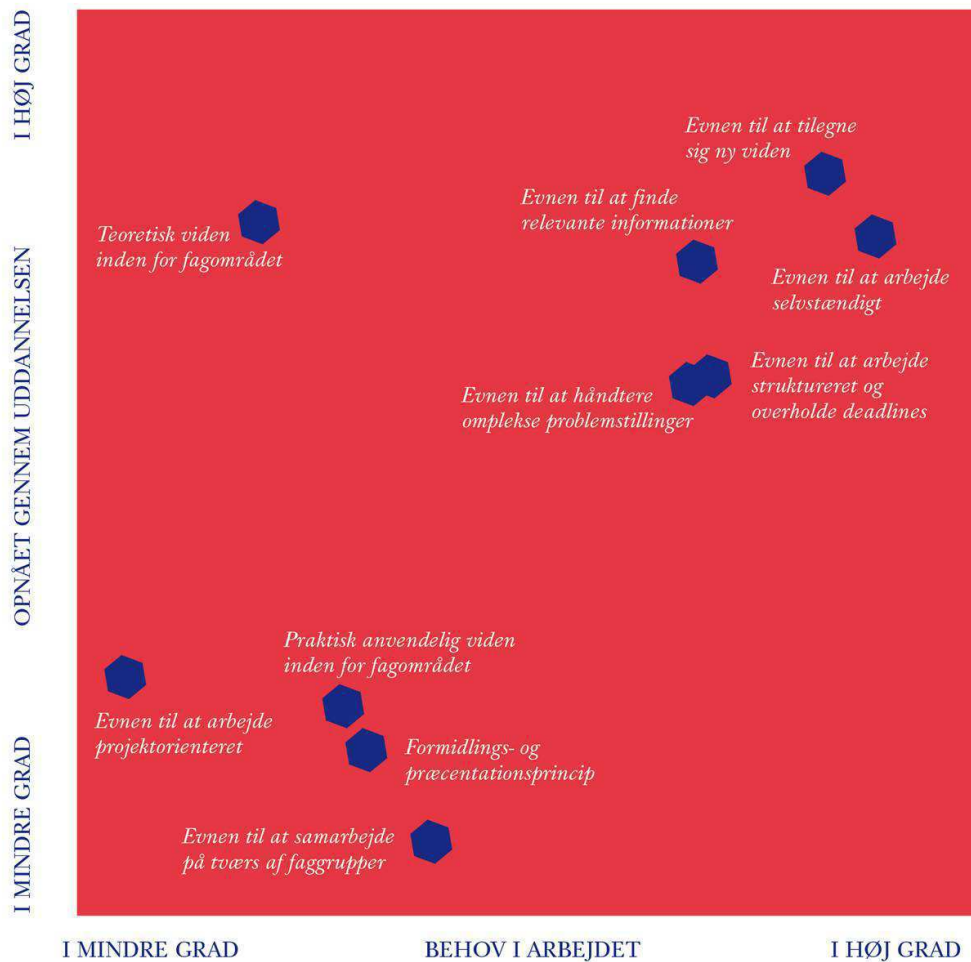 I HØJ GRAD
OPNÅET GENNEM UDDANNELSEN
I MINDRE GRAD
Evnen til at tilegne
sig ny viden
Evnen til at finde
relevante informationer
Teoretisk viden
inden for fagområdet
Evnen til at arbejde
selvstændigt
Evnen til at arbejde
struktureret og
overholde deadlines
Evnen til at håndtere
omplekse problemstillinger
Praktisk anvendelig viden
inden for fagområdet
Evnen til at arbejde
projektorienteret
Formidlings- og
præcentationsprincip
Evnen til at samarbejde
på tværs af faggrupper
I MINDRE GRAD
BEHOV I ARBEJDET
I HØJ GRAD